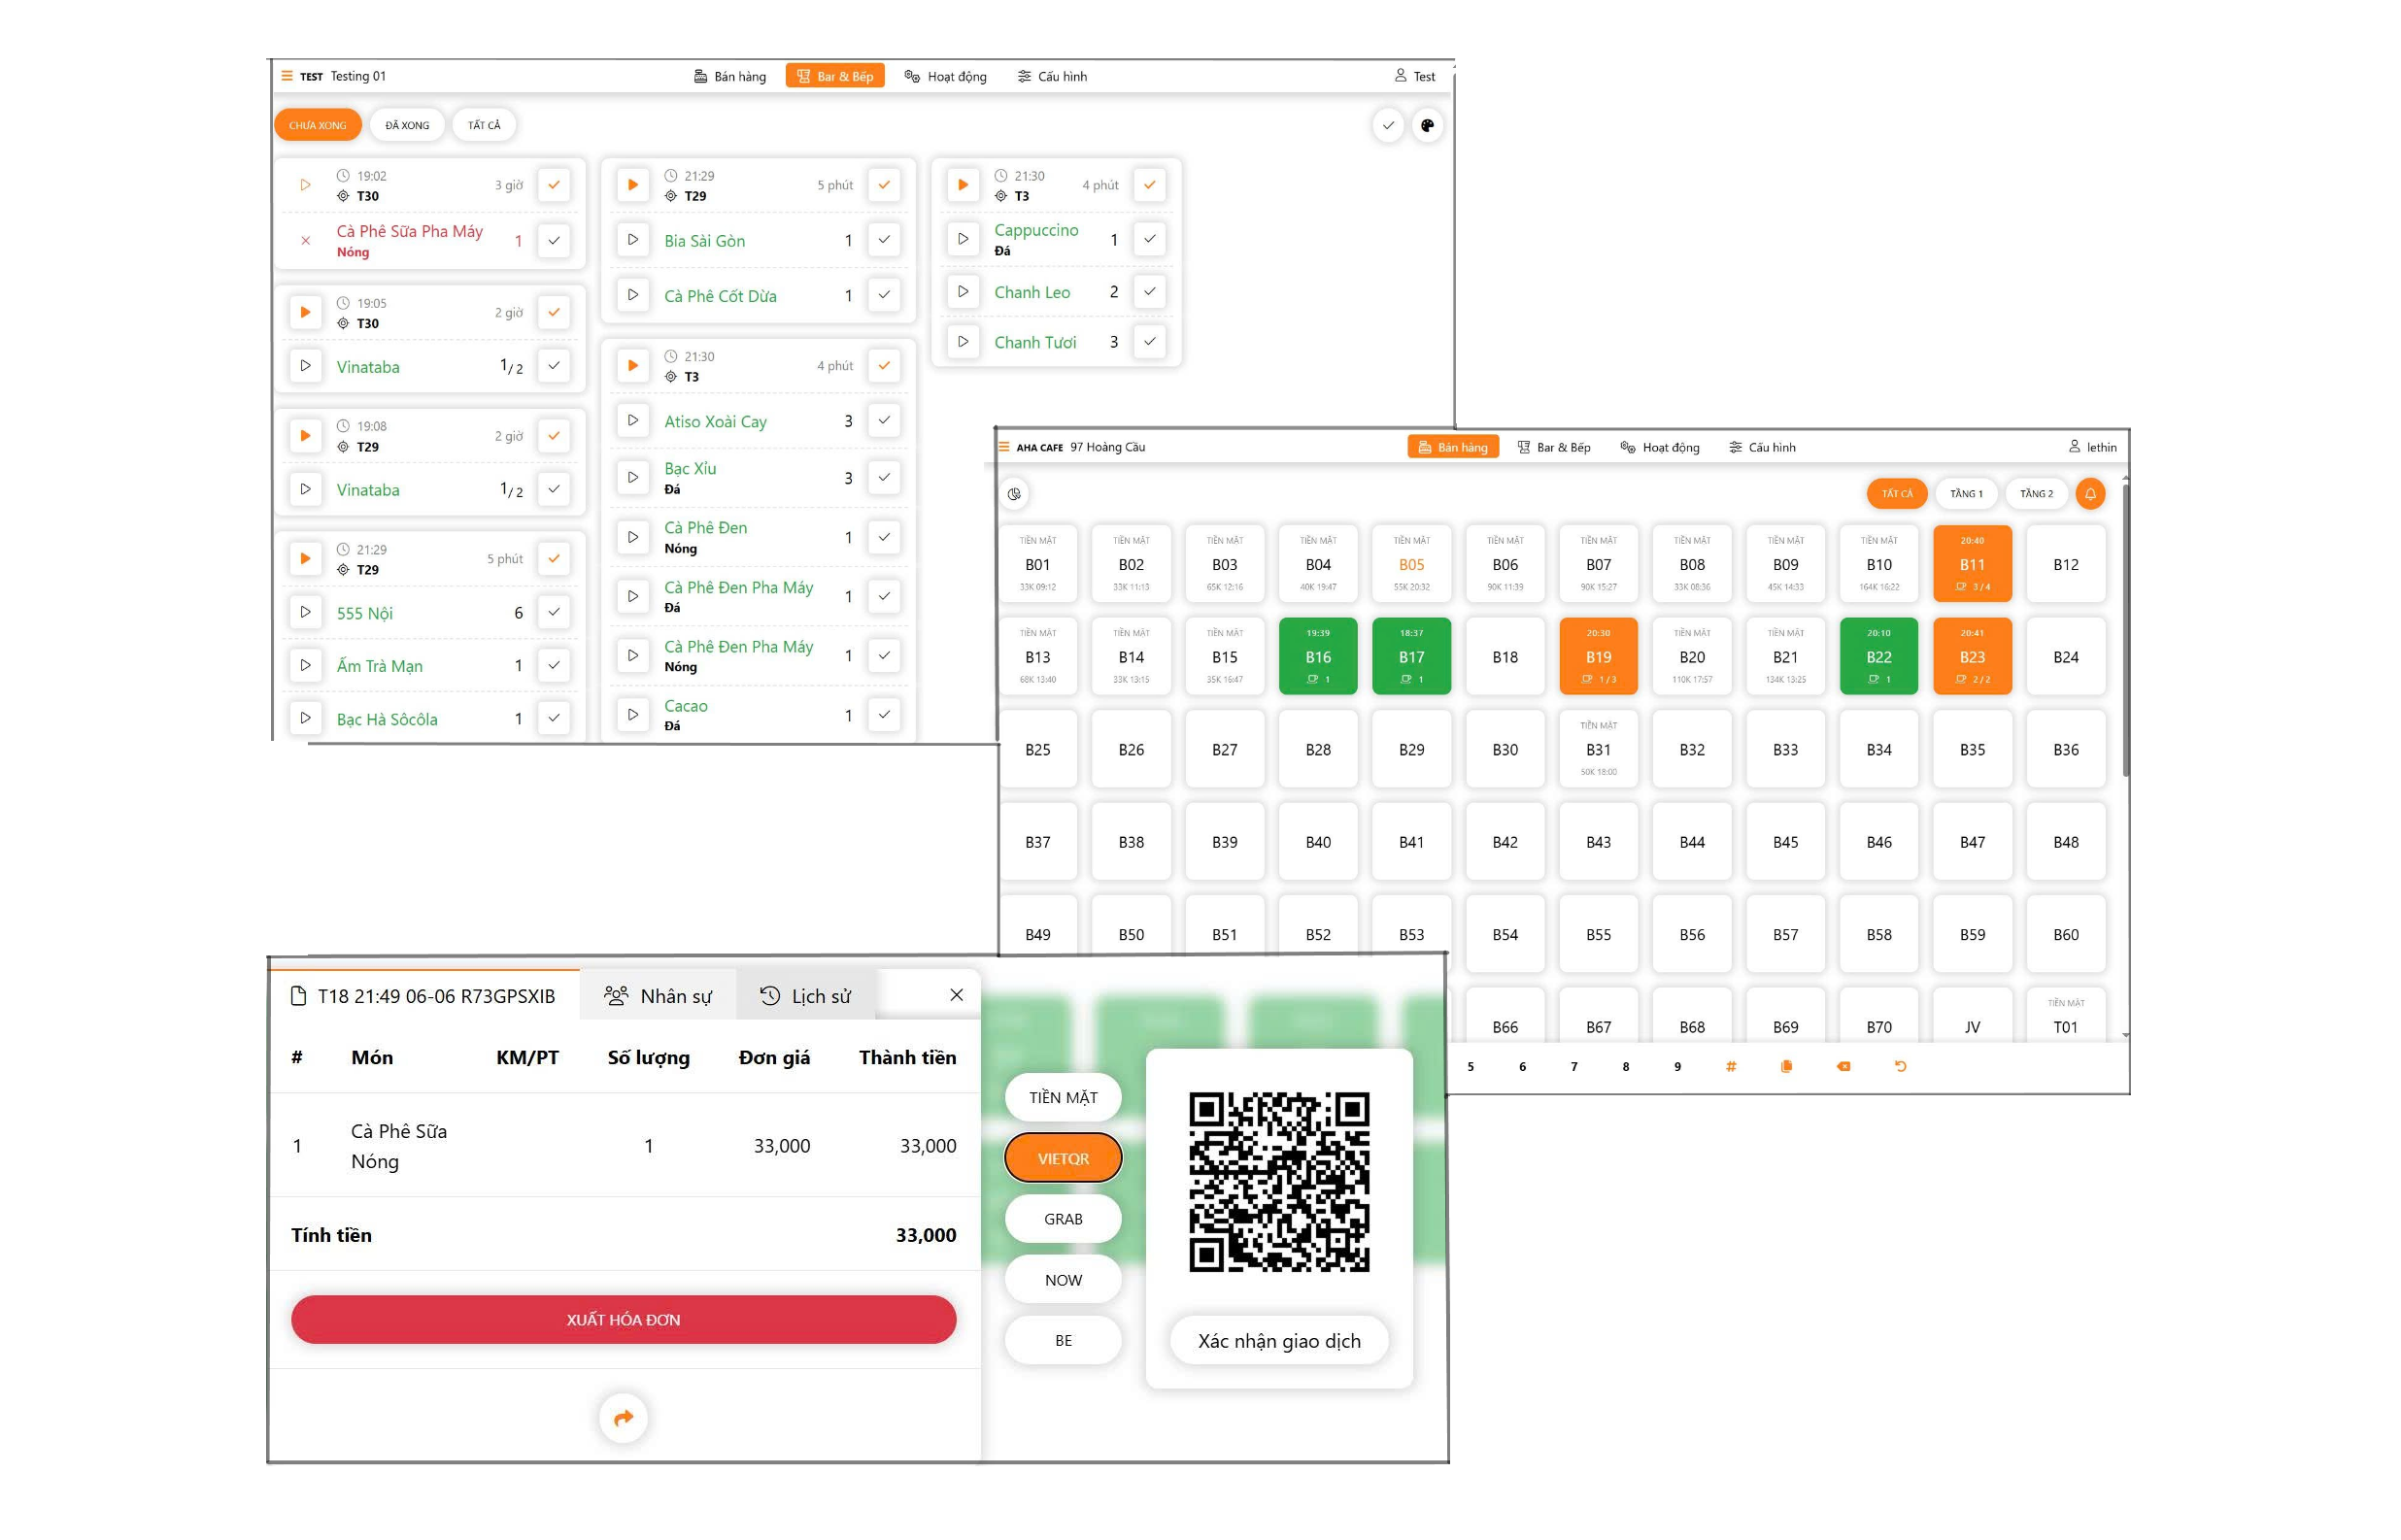 TEST Testing 01
Bán hàng
Bar & Bếp
Hoạt động
Cấu hình
Test
CHƯA XONG
ĐÃ XONG
TẤT CẢ
19:02
T30
3 giờ
Cà Phê Sữa Pha Máy
Nóng
1
19:05
T30
2 giờ
Vinataba
1/2
19:08
T29
2 giờ
Vinataba
1/2
21:29
T29
5 phút
555 Nội
6
Ấm Trà Mạn
1
Bạc Hà Sôcôla
1
21:29
T29
5 phút
Bia Sài Gòn
1
Cà Phê Cốt Dừa
1
21:30
T3
4 phút
Atiso Xoài Cay
3
Bạc Xỉu
Đá
3
Cà Phê Đen
Nóng
1
Cà Phê Đen Pha Máy
Đá
1
Cà Phê Đen Pha Máy
Nóng
1
Cacao
Đá
1
21:30
T3
4 phút
Cappuccino
Đá
1
Chanh Leo
2
Chanh Tươi
3
AHA CAFE 97 Hoàng Cầu
Bán hàng
Bar & Bếp
Hoạt động
Cấu hình
lethin
TẤT CẢ
TẦNG 1
TẦNG 2
TIỀN MẶT
B01
33K 09:12
TIỀN MẶT
B02
33K 11:13
TIỀN MẶT
B03
65K 12:16
TIỀN MẶT
B04
40K 19:47
TIỀN MẶT
B05
55K 20:32
TIỀN MẶT
B06
90K 11:39
TIỀN MẶT
B07
90K 15:27
TIỀN MẶT
B08
33K 08:36
TIỀN MẶT
B09
45K 14:33
TIỀN MẶT
B10
164K 16:22
20:40
B11
3 / 4
B12
TIỀN MẶT
B13
68K 13:40
TIỀN MẶT
B14
33K 13:15
TIỀN MẶT
B15
35K 16:47
19:39
B16
1
18:37
B17
1
B18
20:30
B19
1 / 3
TIỀN MẶT
B20
110K 17:57
TIỀN MẶT
B21
134K 13:25
20:10
B22
1
20:41
B23
2 / 2
B24
B25
B26
B27
B28
B29
B30
TIỀN MẶT
B31
50K 18:00
B32
B33
B34
B35
B36
B37
B38
B39
B40
B41
B42
B43
B44
B45
B46
B47
B48
B49
B50
B51
B52
B53
B54
B55
B56
B57
B58
B59
B60
B66
B67
B68
B69
B70
JV
TIỀN MẶT
T01
5 6 7 8 9 #
T18 21:49 06-06 R73GPSXIB
Nhân sự
Lịch sử
# Món KM/PT Số lượng Đơn giá Thành tiền
1 Cà Phê Sữa 1 33,000 33,000
Nóng
Tính tiền 33,000
XUẤT HÓA ĐƠN
TIỀN MẶT
VIETQR
GRAB
NOW
BE
Xác nhận giao dịch